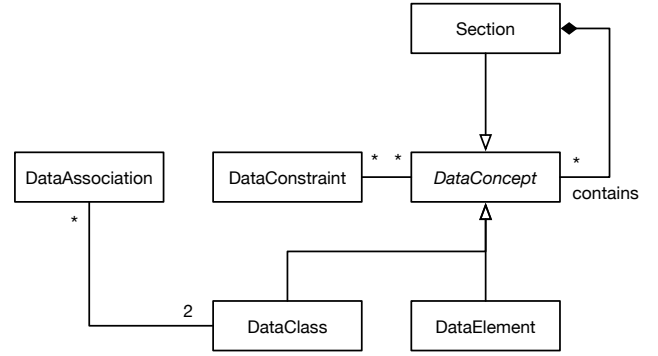 Section
* * *
DataAssociation DataConstraint DataConcept
contains
*
2
DataClass DataElement